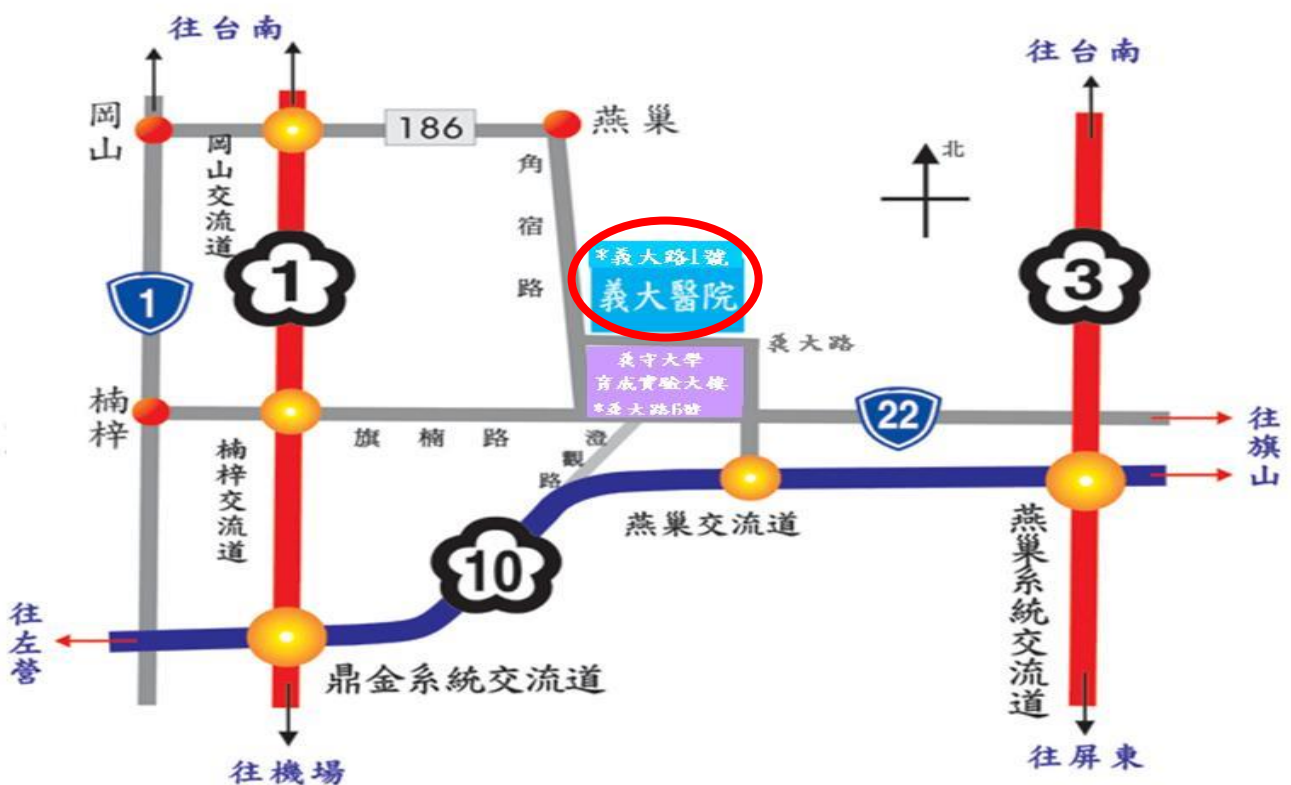 往台南
往台南
岡山
186
燕巢
北
岡山交流道
角宿路
*義大路1號
義大醫院
1
1
3
義大路
義守大學
育成實驗大樓
*義大路6號
楠梓
22
往旗山
旗楠路
澄觀路
楠梓交流道
燕巢交流道
燕巢系統交流道
10
往左營
鼎金系統交流道
往機場
往屏東